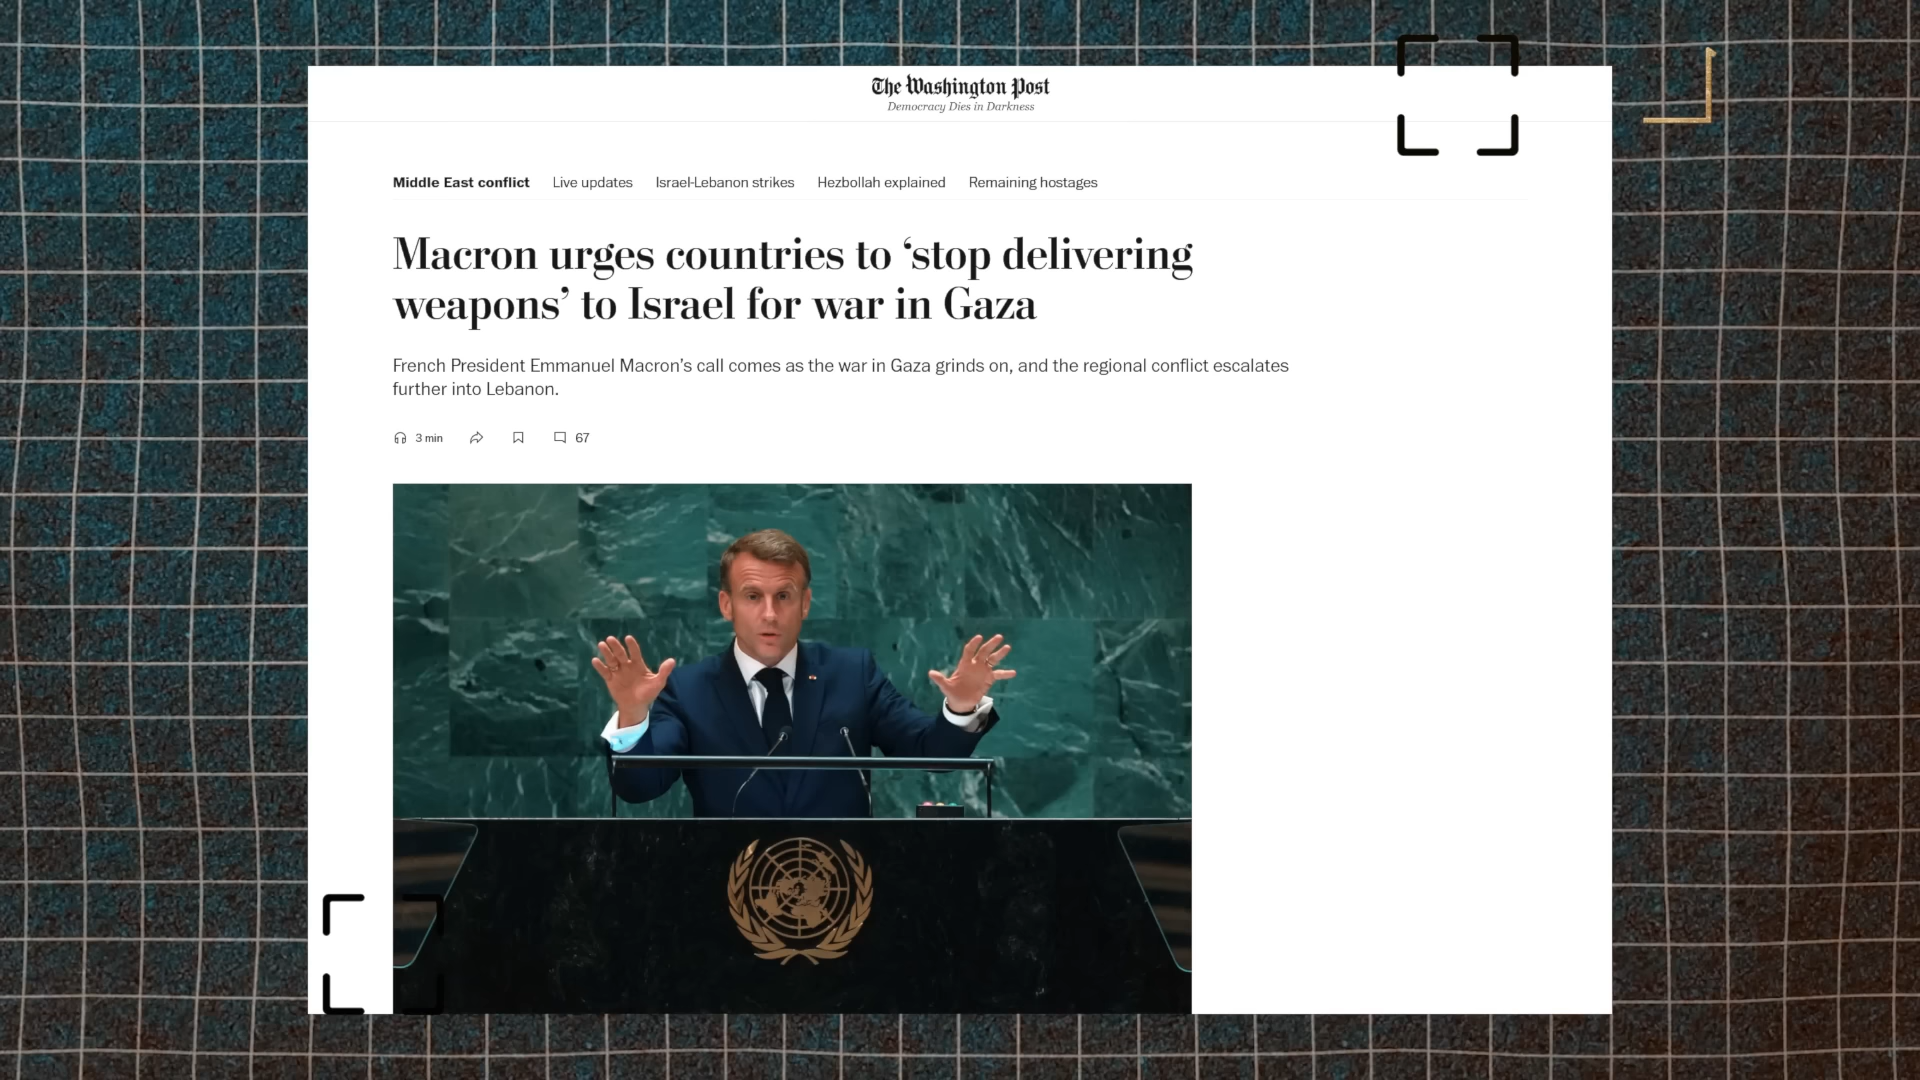 The Washington Post
Democracy Dies in Darkness
Middle East conflict Live updates Israel-Lebanon strikes Hezbollah explained Remaining hostages
Macron urges countries to ‘stop delivering
weapons’ to Israel for war in Gaza
French President Emmanuel Macron’s call comes as the war in Gaza grinds on, and the regional conflict escalates
further into Lebanon.
3 min 67